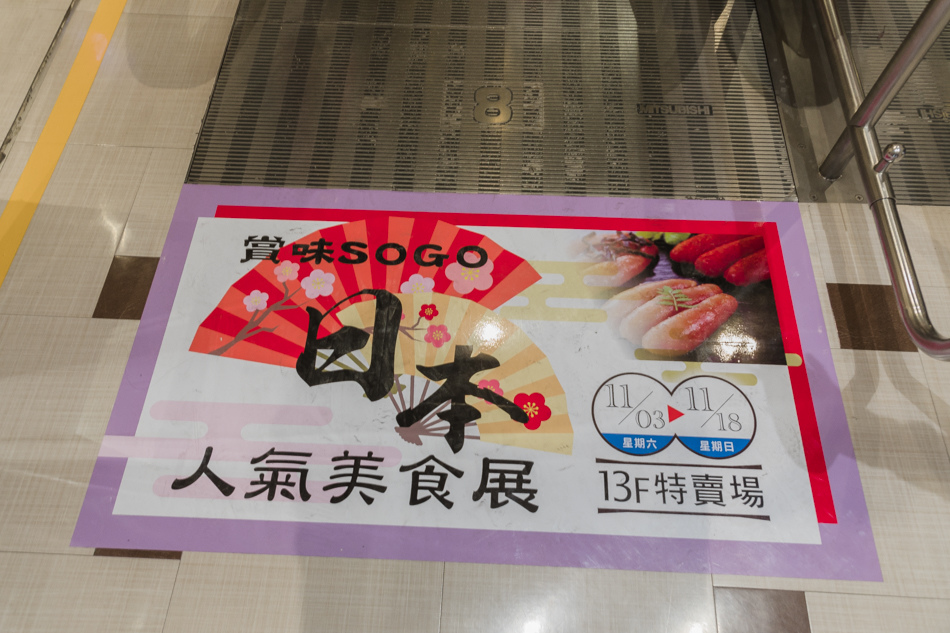 8
MITSUBISHI
賞味SOGO
日本
人氣美食展
11/03 ▶ 11/18
星期六 星期日
13F特賣場